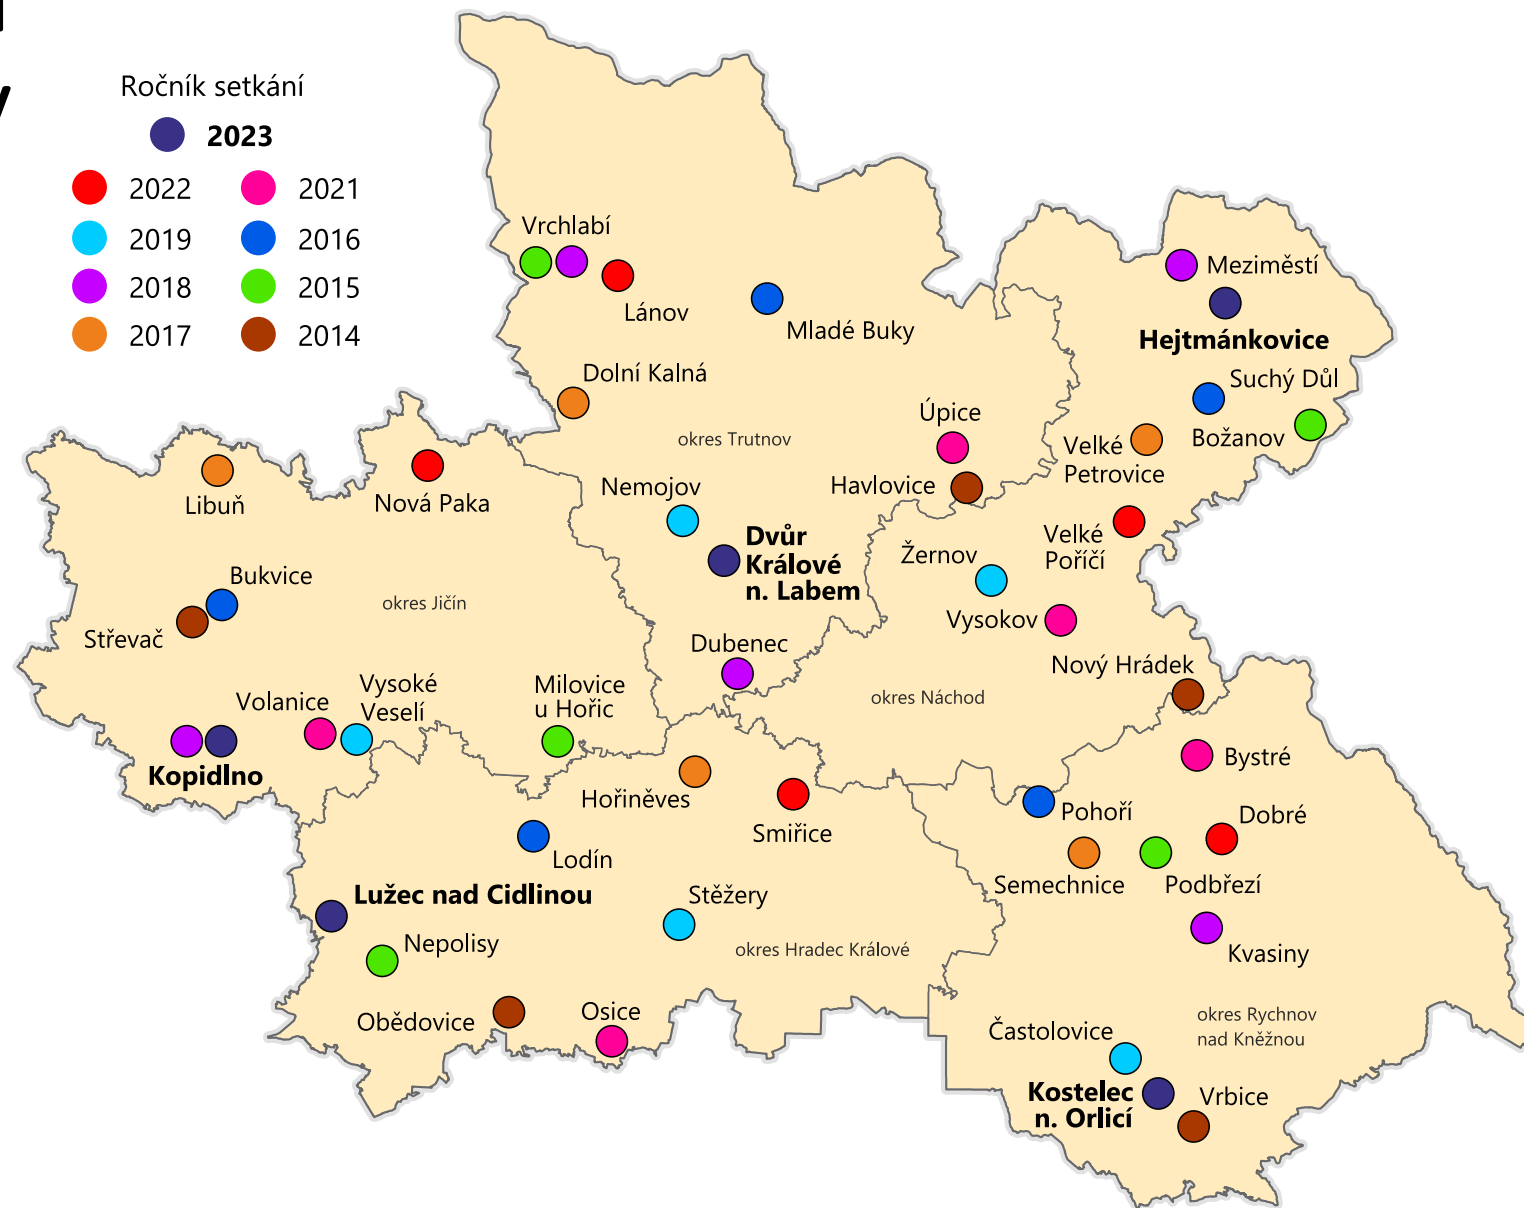 Ročník setkání
2023
2022
2021
2019
2016
2018
2015
2017
2014
Vrchlabí
Lánov
Mladé Buky
Meziměstí
Hejtmánkovice
Dolní Kalná
Suchý Důl
Úpice
Božanov
okres Trutnov
Velké
Petrovice
Libuň
Nová Paka
Nemojov
Havlovice
Dvůr
Králové
n. Labem
Velké
Poříčí
Žernov
Bukvice
okres Jičín
Střevač
Vysokov
Dubenec
Nový Hrádek
Volanice
Vysoké
Veselí
Milovice
u Hořic
okres Náchod
Kopidlno
Bystré
Hořiněves
Smiřice
Pohoří
Dobré
Lodín
Semechnice
Podbřezí
Lužec nad Cidlinou
Stěžery
Nepolisy
okres Hradec Králové
Kvasiny
Obědovice
Osice
okres Rychnov
nad Kněžnou
Častolovice
Kostelec
n. Orlicí
Vrbice